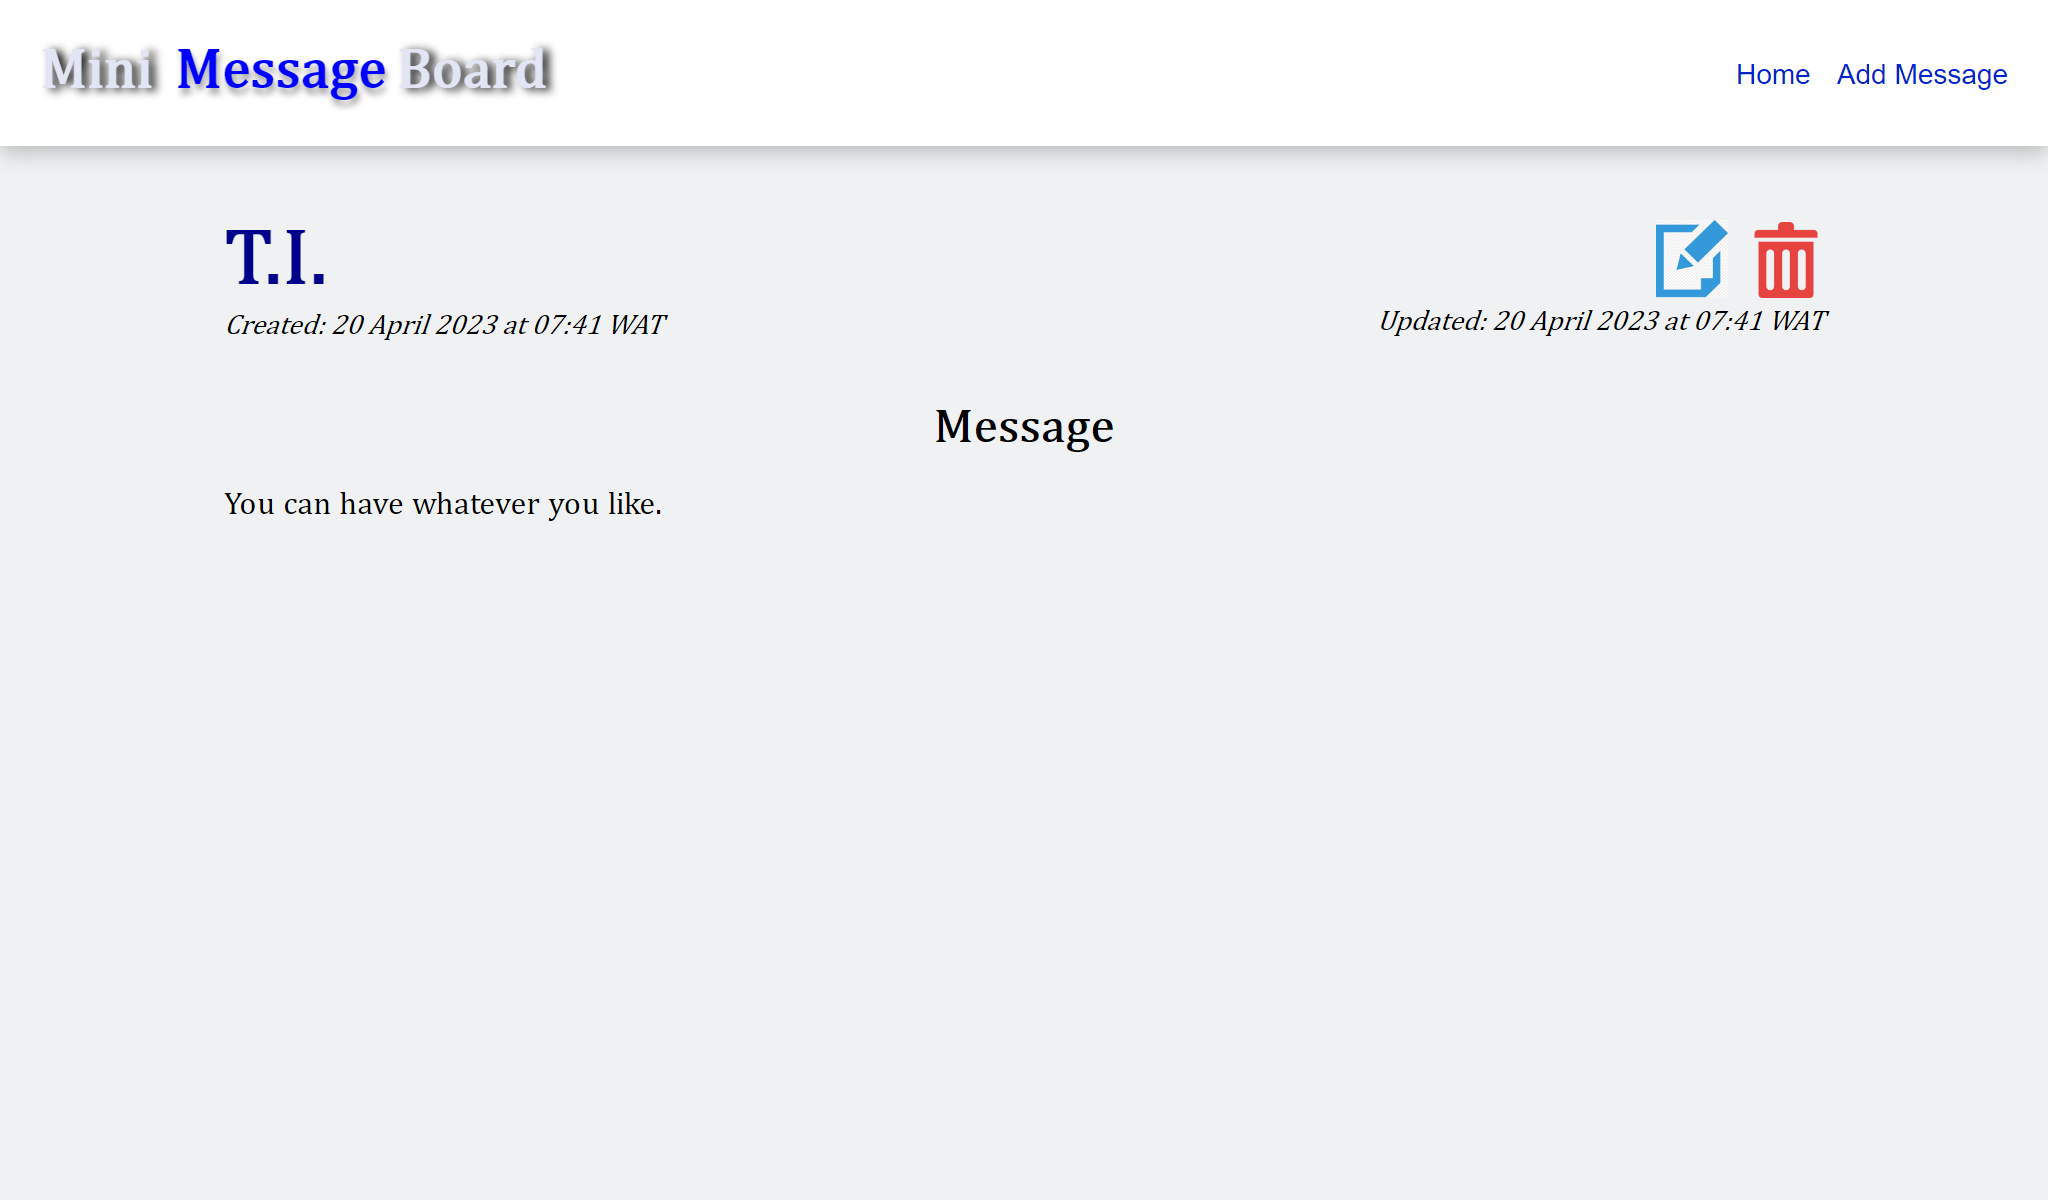 Mini Message Board
Home Add Message
T.I.
Created: 20 April 2023 at 07:41 WAT
Updated: 20 April 2023 at 07:41 WAT
Message
You can have whatever you like.